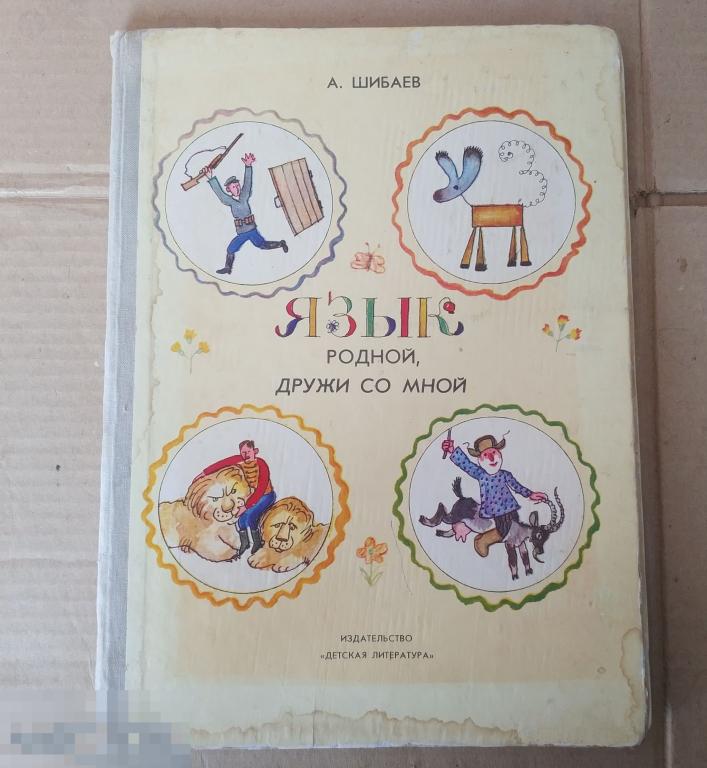 А. ШИБАЕВ
ЯЗЫК
РОДНОЙ,
ДРУЖИ СО МНОЙ
ИЗДАТЕЛЬСТВО
«ДЕТСКАЯ ЛИТЕРАТУРА»